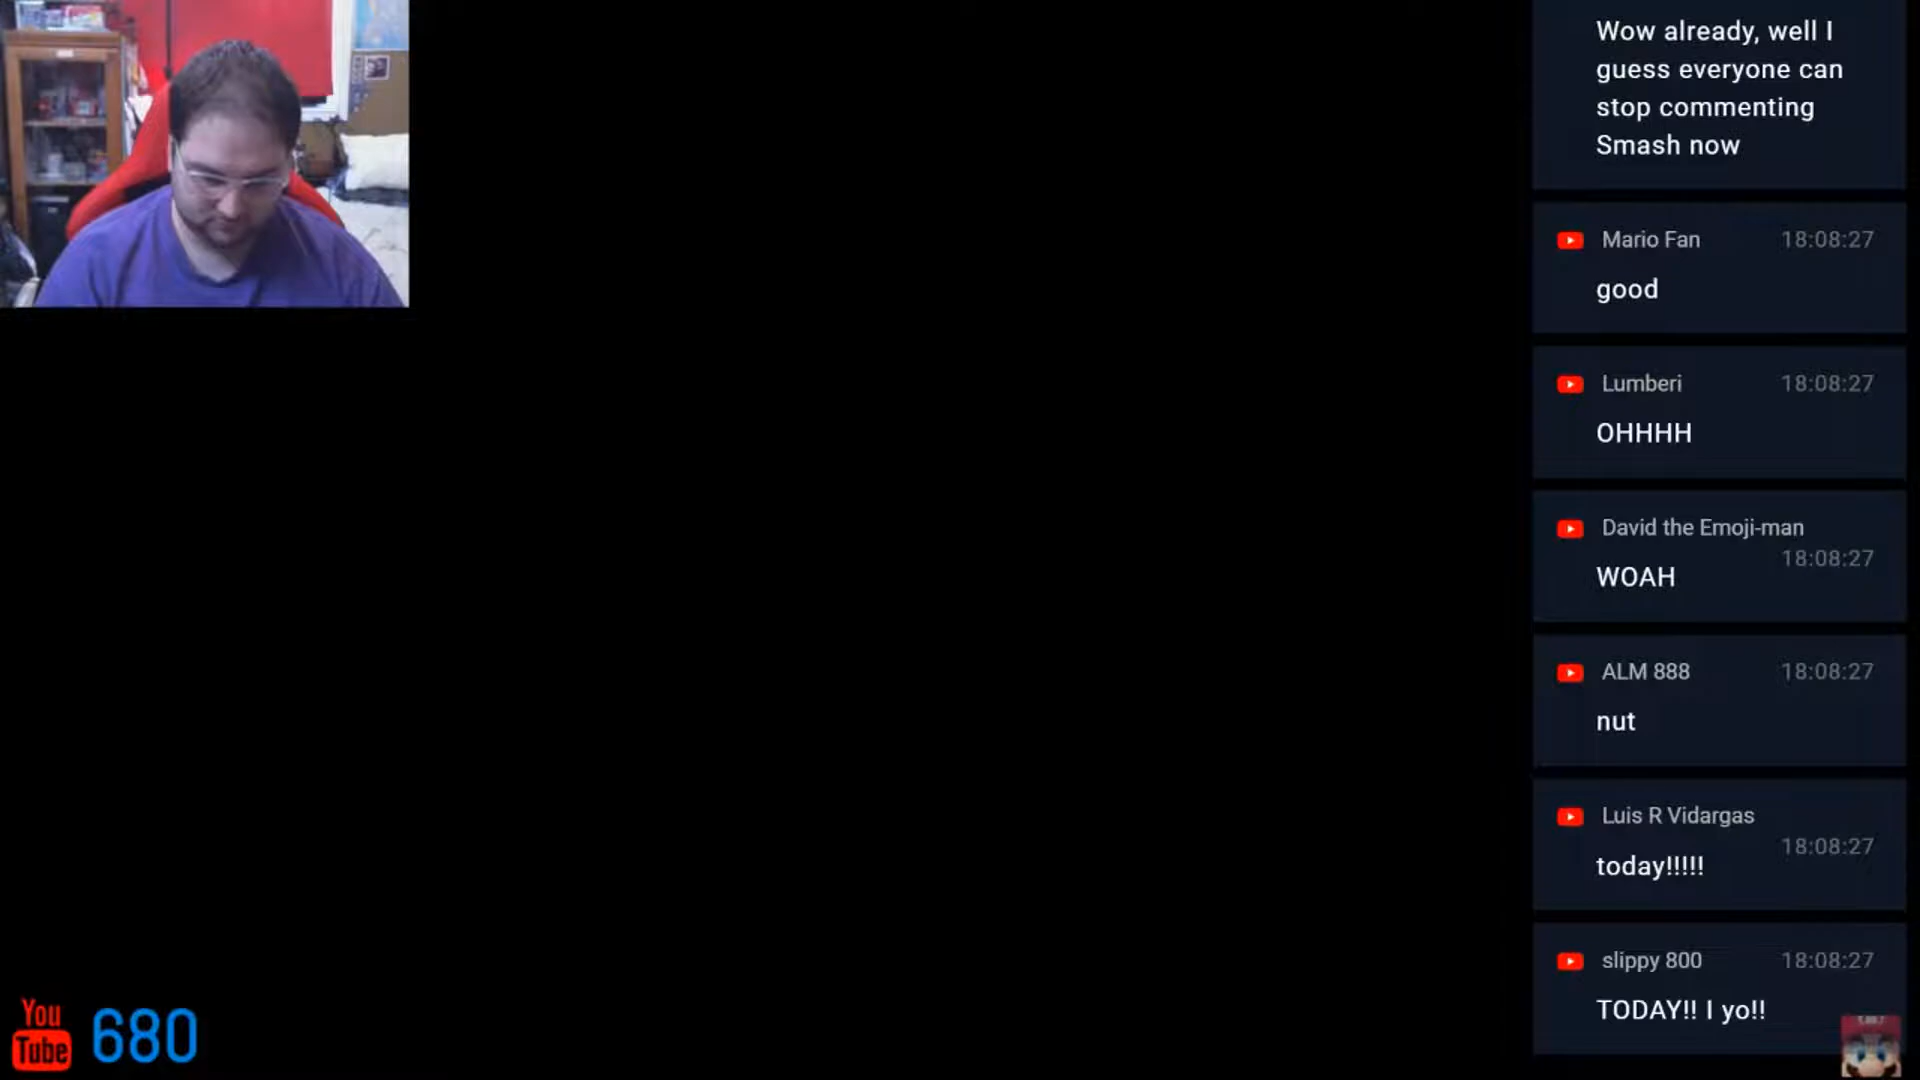 Wow already, well I
guess everyone can
stop commenting
Smash now
Mario Fan 18:08:27
good
Lumberi 18:08:27
OHHHH
David the Emoji-man
18:08:27
WOAH
ALM 888 18:08:27
nut
Luis R Vidargas
18:08:27
today!!!!!
slippy 800 18:08:27
TODAY!! I yo!!
You
Tube 680